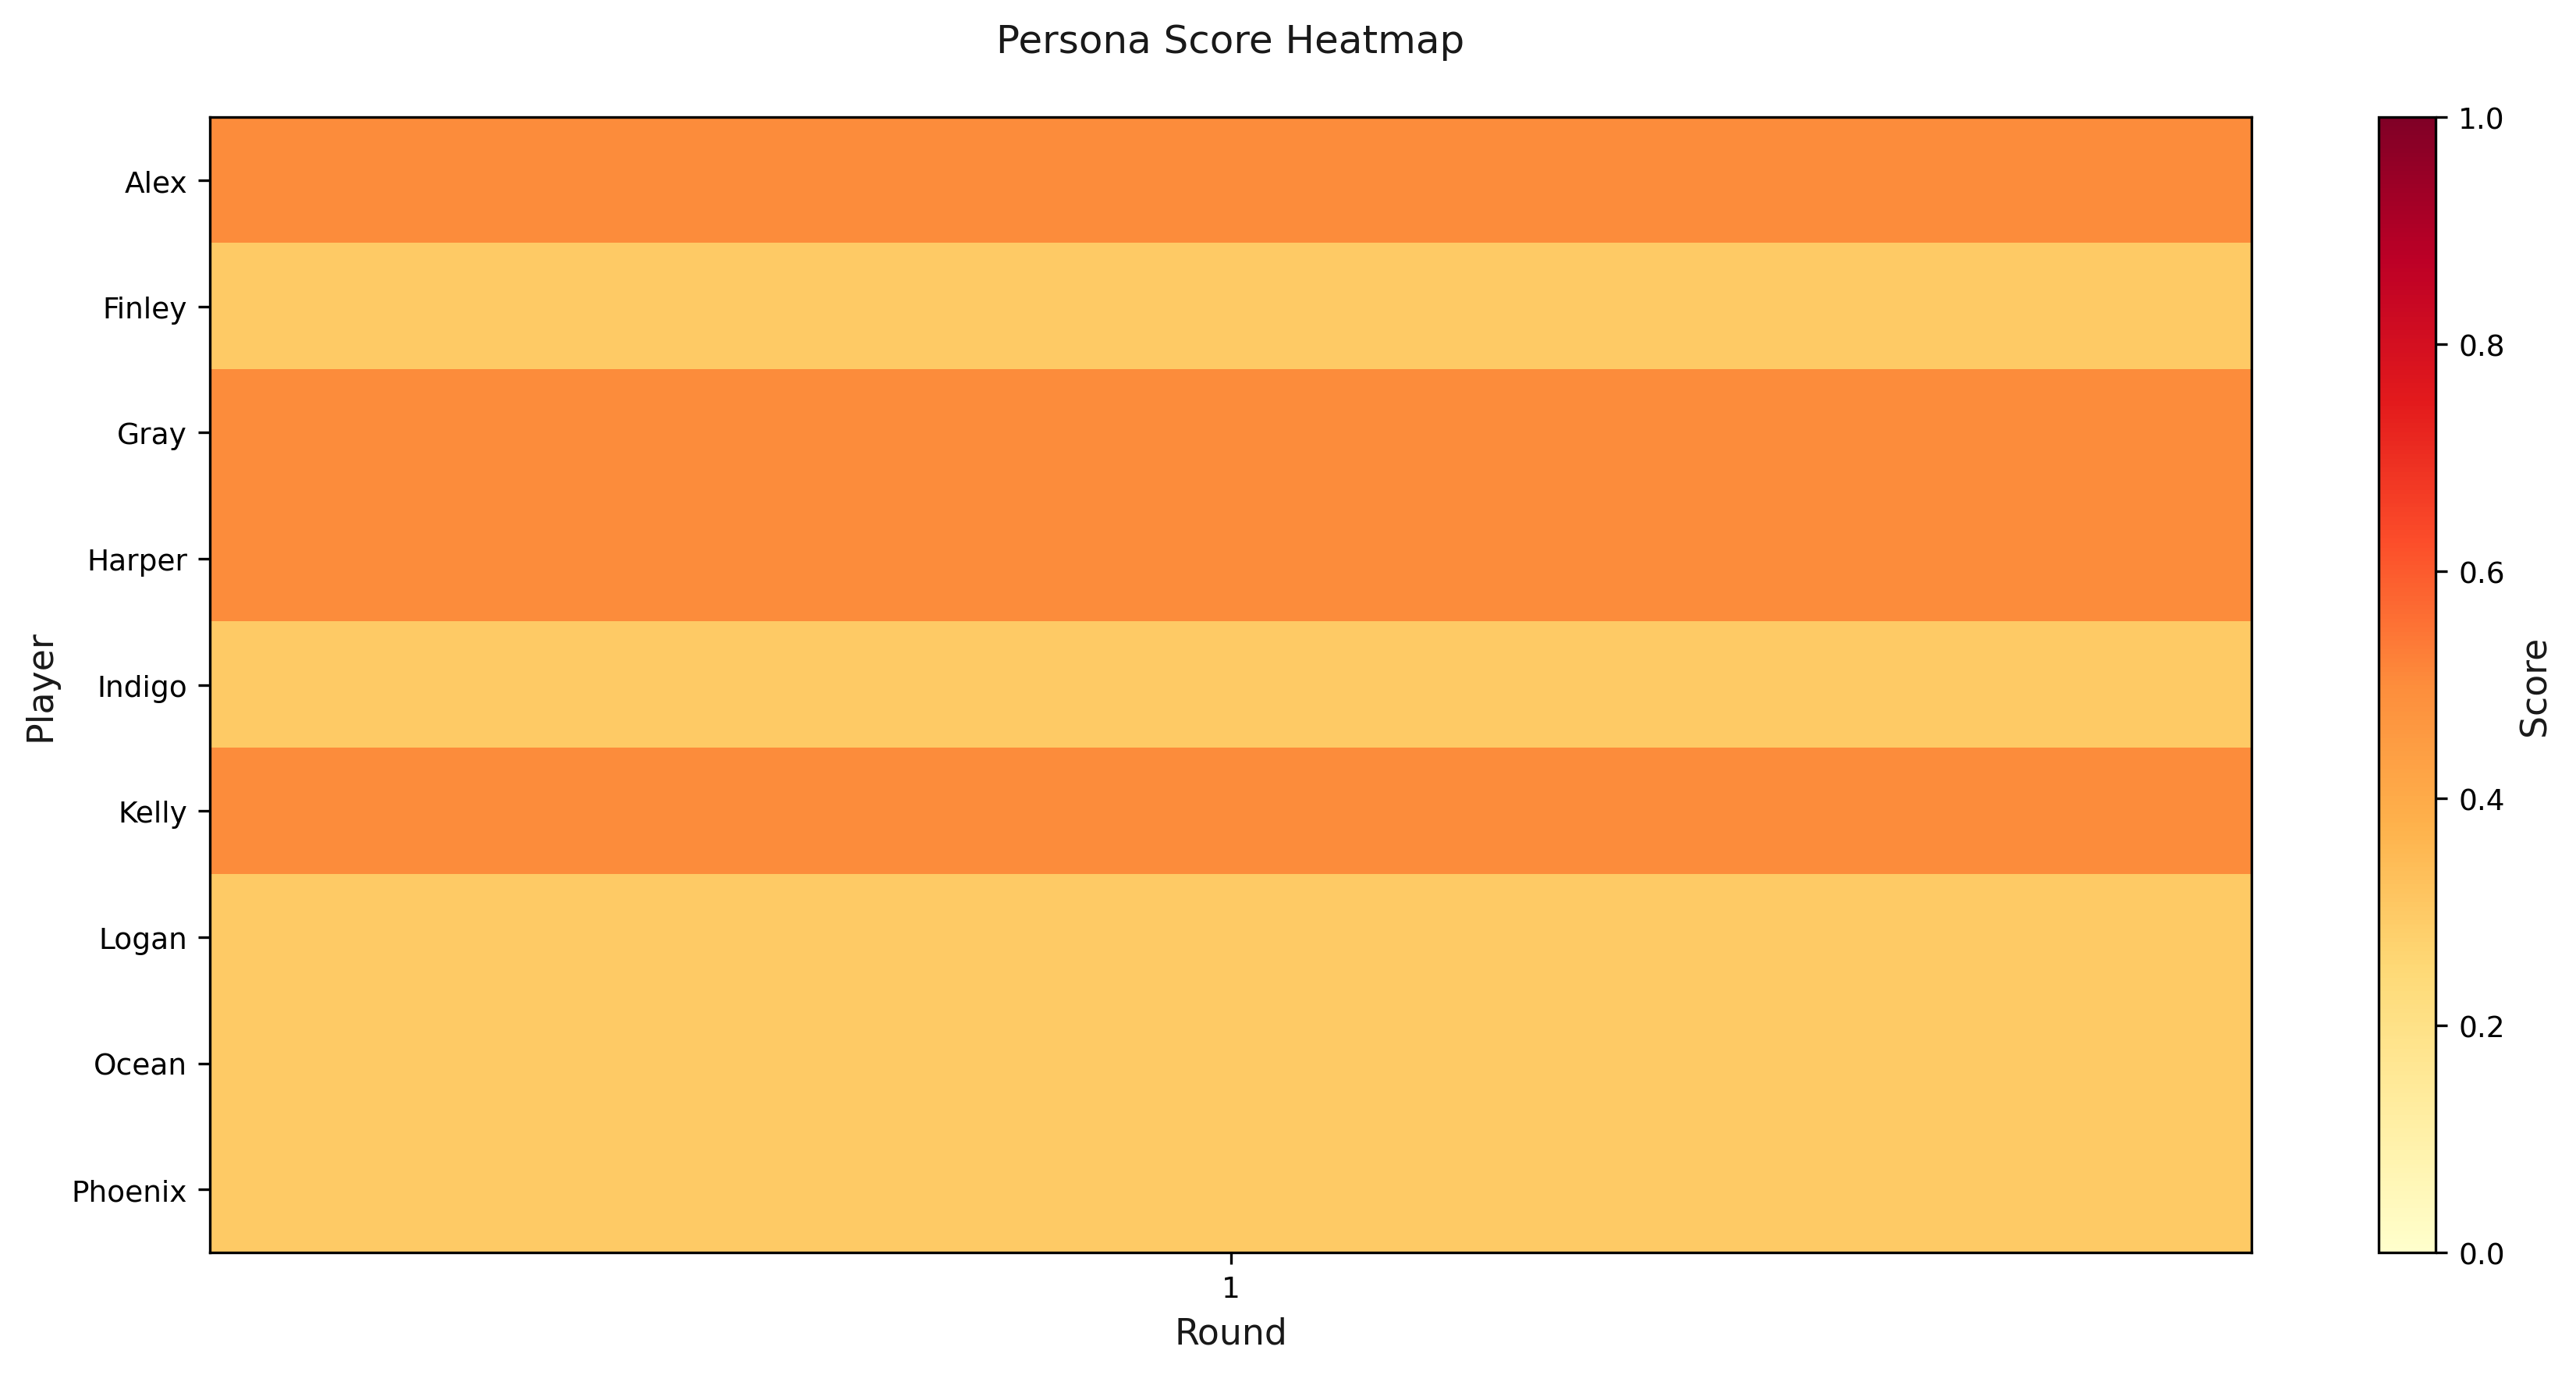 Persona Score Heatmap
Player
Alex
Finley
Gray
Harper
Indigo
Kelly
Logan
Ocean
Phoenix
1
Round
1.0
0.8
0.6
0.4
0.2
0.0
Score